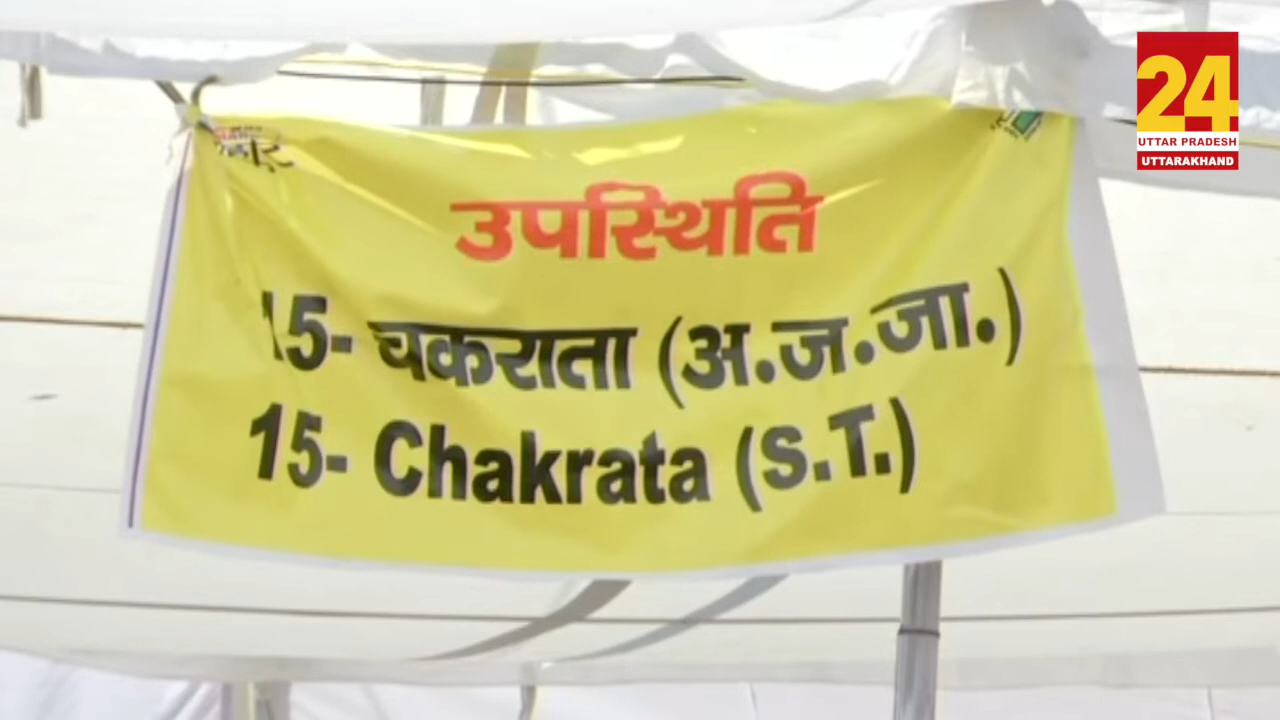 24
UTTAR PRADESH
UTTARAKHAND
उपस्थिति
15- चकराता (अ.ज.जा.)
15- Chakrata (S.T.)